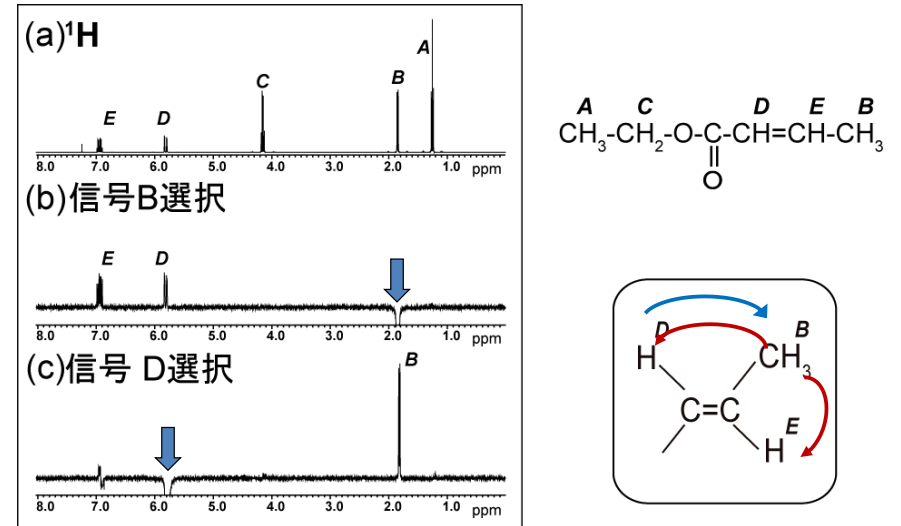 (a)¹H
E D C B A
8.0 7.0 6.0 5.0 4.0 3.0 2.0 1.0 ppm
(b)信号B選択
E D
8.0 7.0 6.0 5.0 4.0 3.0 2.0 1.0 ppm
(c)信号 D選択
B
8.0 7.0 6.0 5.0 4.0 3.0 2.0 1.0 ppm
A C D E B
CH₃-CH₂-O-C-CH=CH-CH₃
O
D B
H CH₃
C=C
E
H